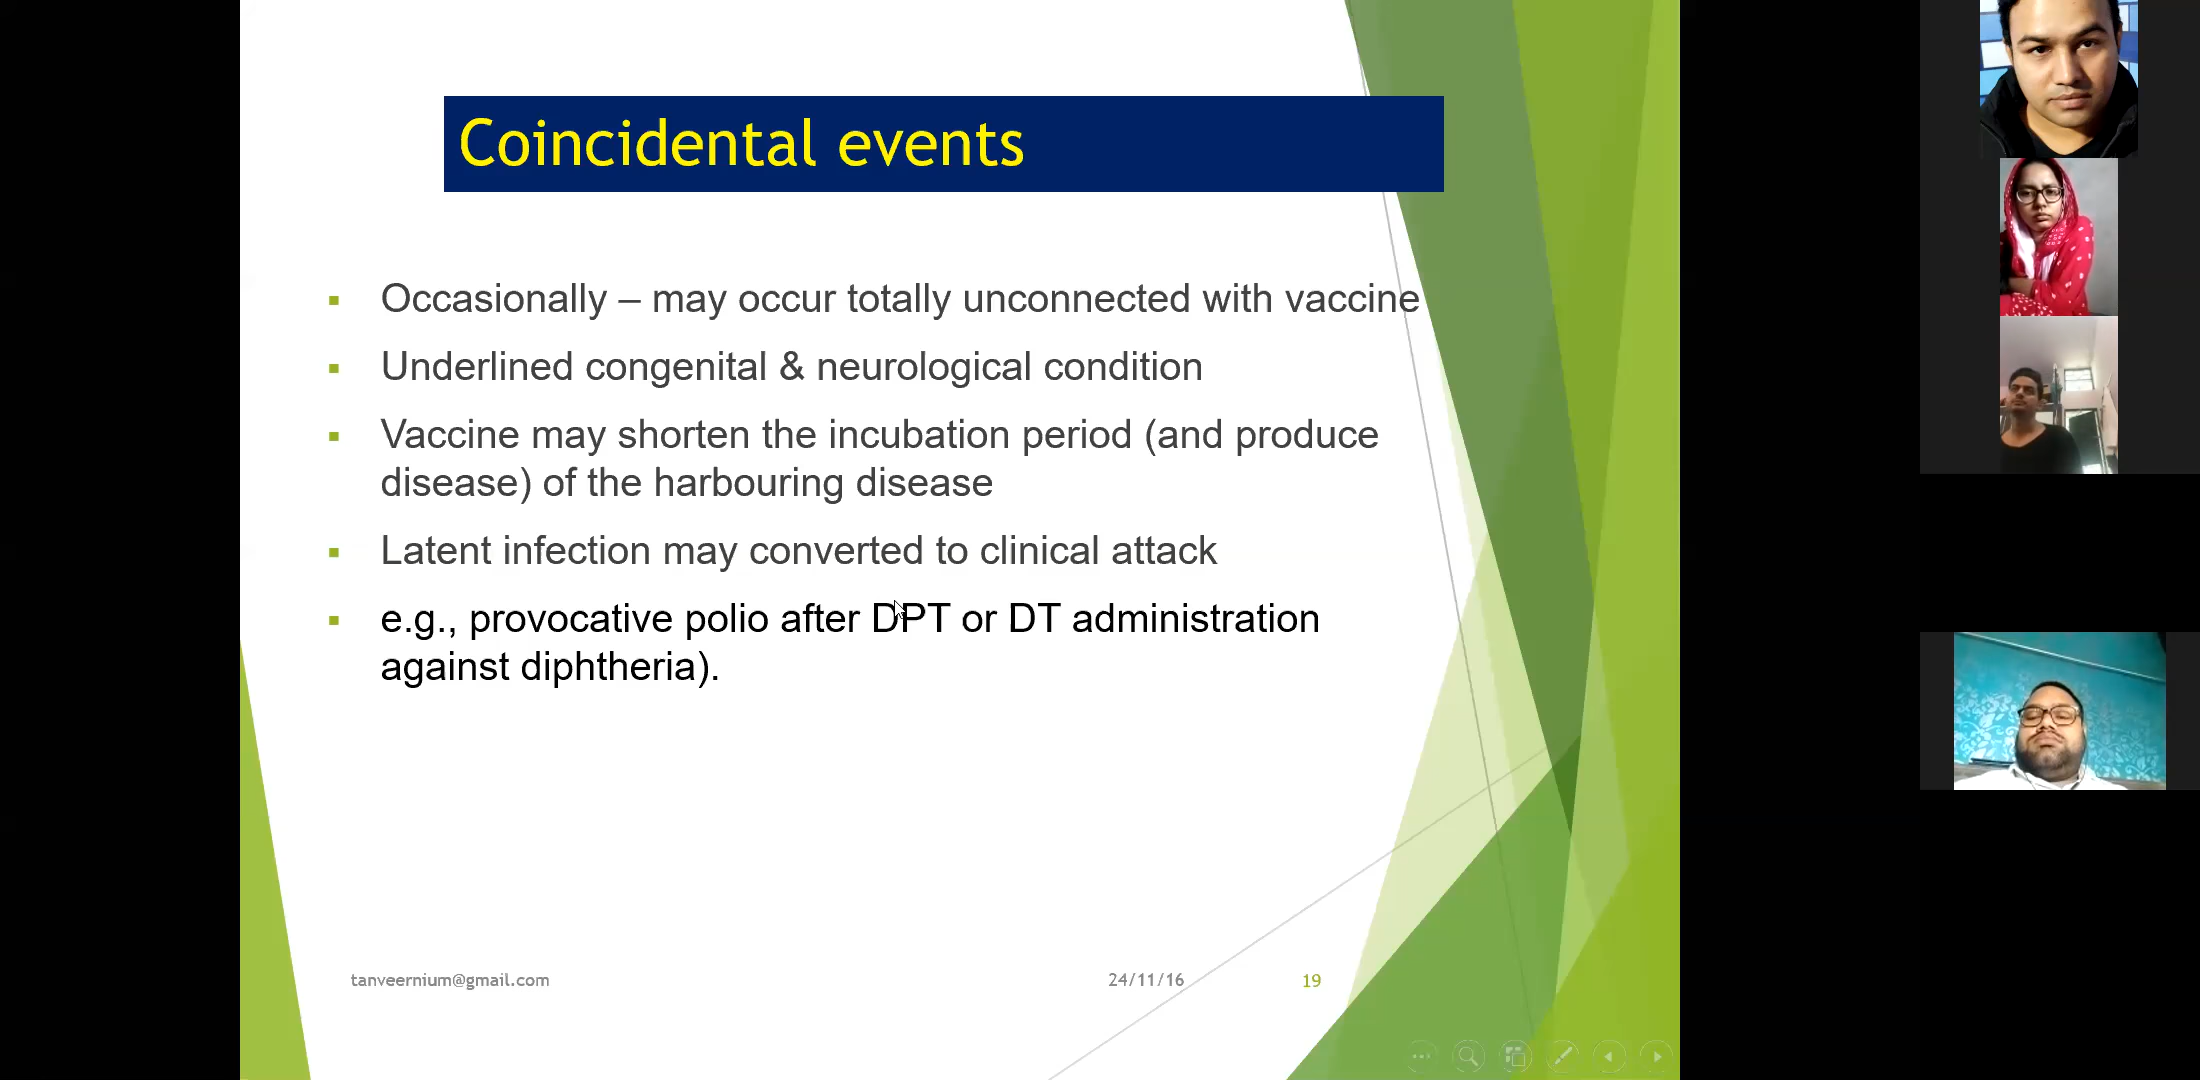 Coincidental events
Occasionally – may occur totally unconnected with vaccine
Underlined congenital & neurological condition
Vaccine may shorten the incubation period (and produce
disease) of the harbouring disease
Latent infection may converted to clinical attack
e.g., provocative polio after DPT or DT administration
against diphtheria).
tanveernium@gmail.com
24/11/16
19